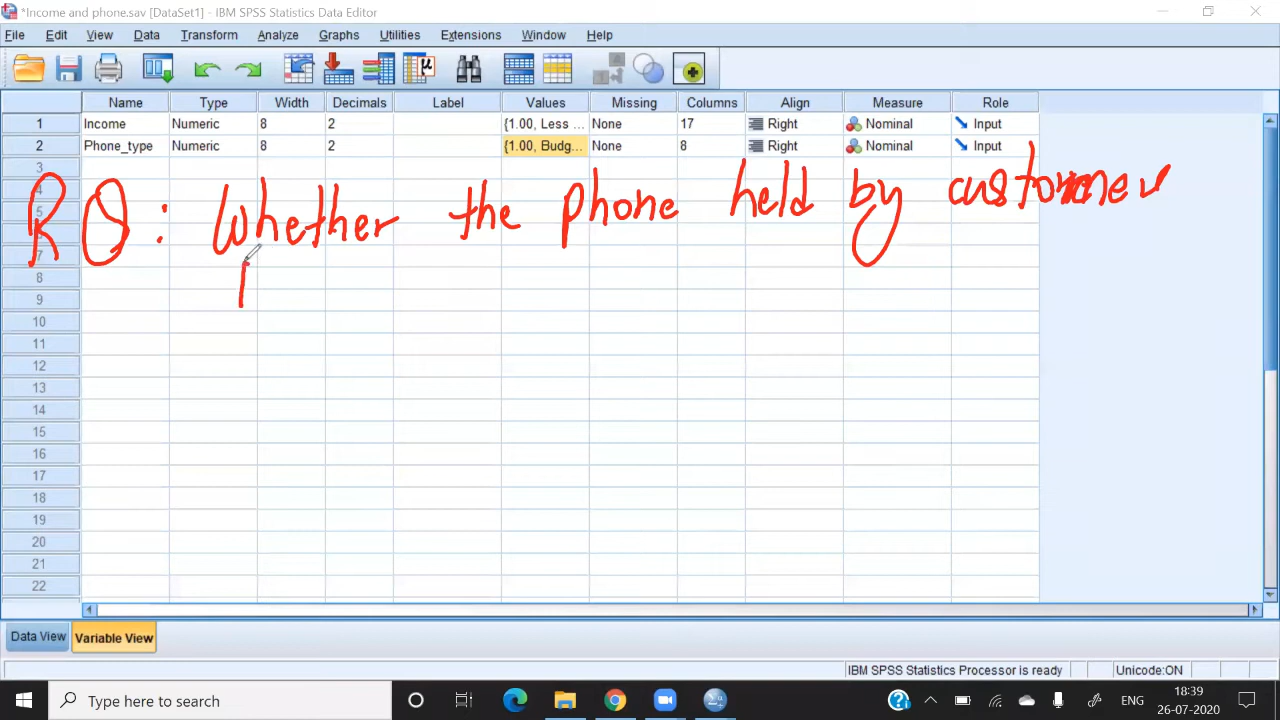 *Income and phone.sav [DataSet1] - IBM SPSS Statistics Data Editor
File Edit View Data Transform Analyze Graphs Utilities Extensions Window Help
Name Type Width Decimals Label Values Missing Columns Align Measure Role
1 Income Numeric 8 2 {1.00, Less ... None 17 Right Nominal Input
2 Phone_type Numeric 8 2 {1.00, Budg... None 8 Right Nominal Input
3
RQ: Whether the phone held by customer
4
5
6
7
8
9
10
11
12
13
14
15
16
17
18
19
20
21
22
Data View Variable View
IBM SPSS Statistics Processor is ready Unicode:ON
Type here to search
ENG 18:39
26-07-2020